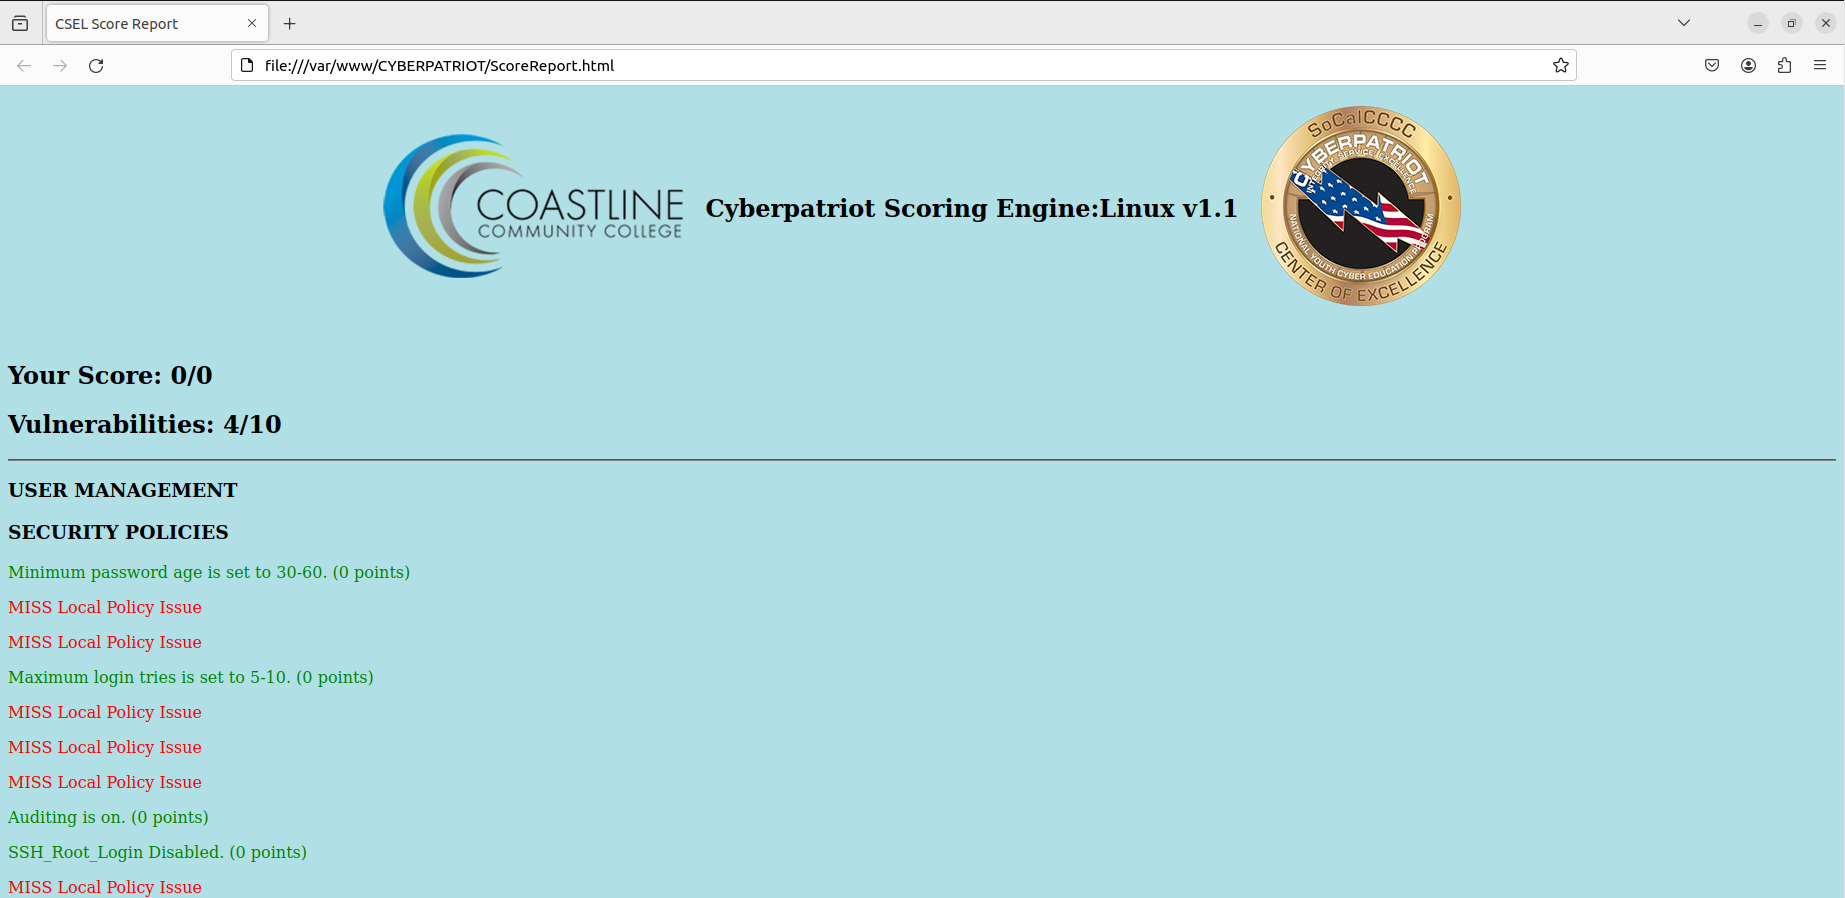 CSEL Score Report
file:///var/www/CYBERPATRIOT/ScoreReport.html
COASTLINE
COMMUNITY COLLEGE
Cyberpatriot Scoring Engine:Linux v1.1
SoCalCCCC
CYBERPATRIOT
INTEGRITY SERVICE EXCELLENCE
NATIONAL YOUTH CYBER EDUCATION PROGRAM
CENTER OF EXCELLENCE
Your Score: 0/0
Vulnerabilities: 4/10
USER MANAGEMENT
SECURITY POLICIES
Minimum password age is set to 30-60. (0 points)
MISS Local Policy Issue
MISS Local Policy Issue
Maximum login tries is set to 5-10. (0 points)
MISS Local Policy Issue
MISS Local Policy Issue
MISS Local Policy Issue
Auditing is on. (0 points)
SSH_Root_Login Disabled. (0 points)
MISS Local Policy Issue